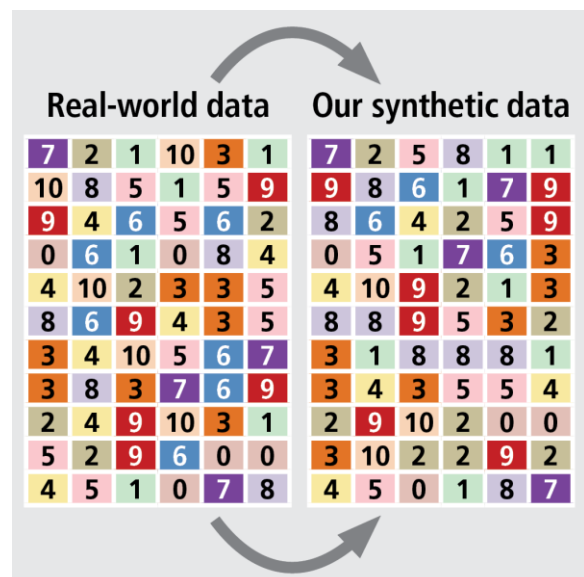 Real-world data
Our synthetic data
7 2 1 10 3 1
10 8 5 1 5 9
9 4 6 5 6 2
0 6 1 0 8 4
4 10 2 3 3 5
8 6 9 4 3 5
3 4 10 5 6 7
3 8 3 7 6 9
2 4 9 10 3 1
5 2 9 6 0 0
4 5 1 0 7 8
7 2 5 8 1 1
9 8 6 1 7 9
8 6 4 2 5 9
0 5 1 7 6 3
4 10 9 2 1 3
8 8 9 5 3 2
3 1 8 8 8 1
3 4 3 5 5 4
2 9 10 2 0 0
3 10 2 2 9 2
4 5 0 1 8 7